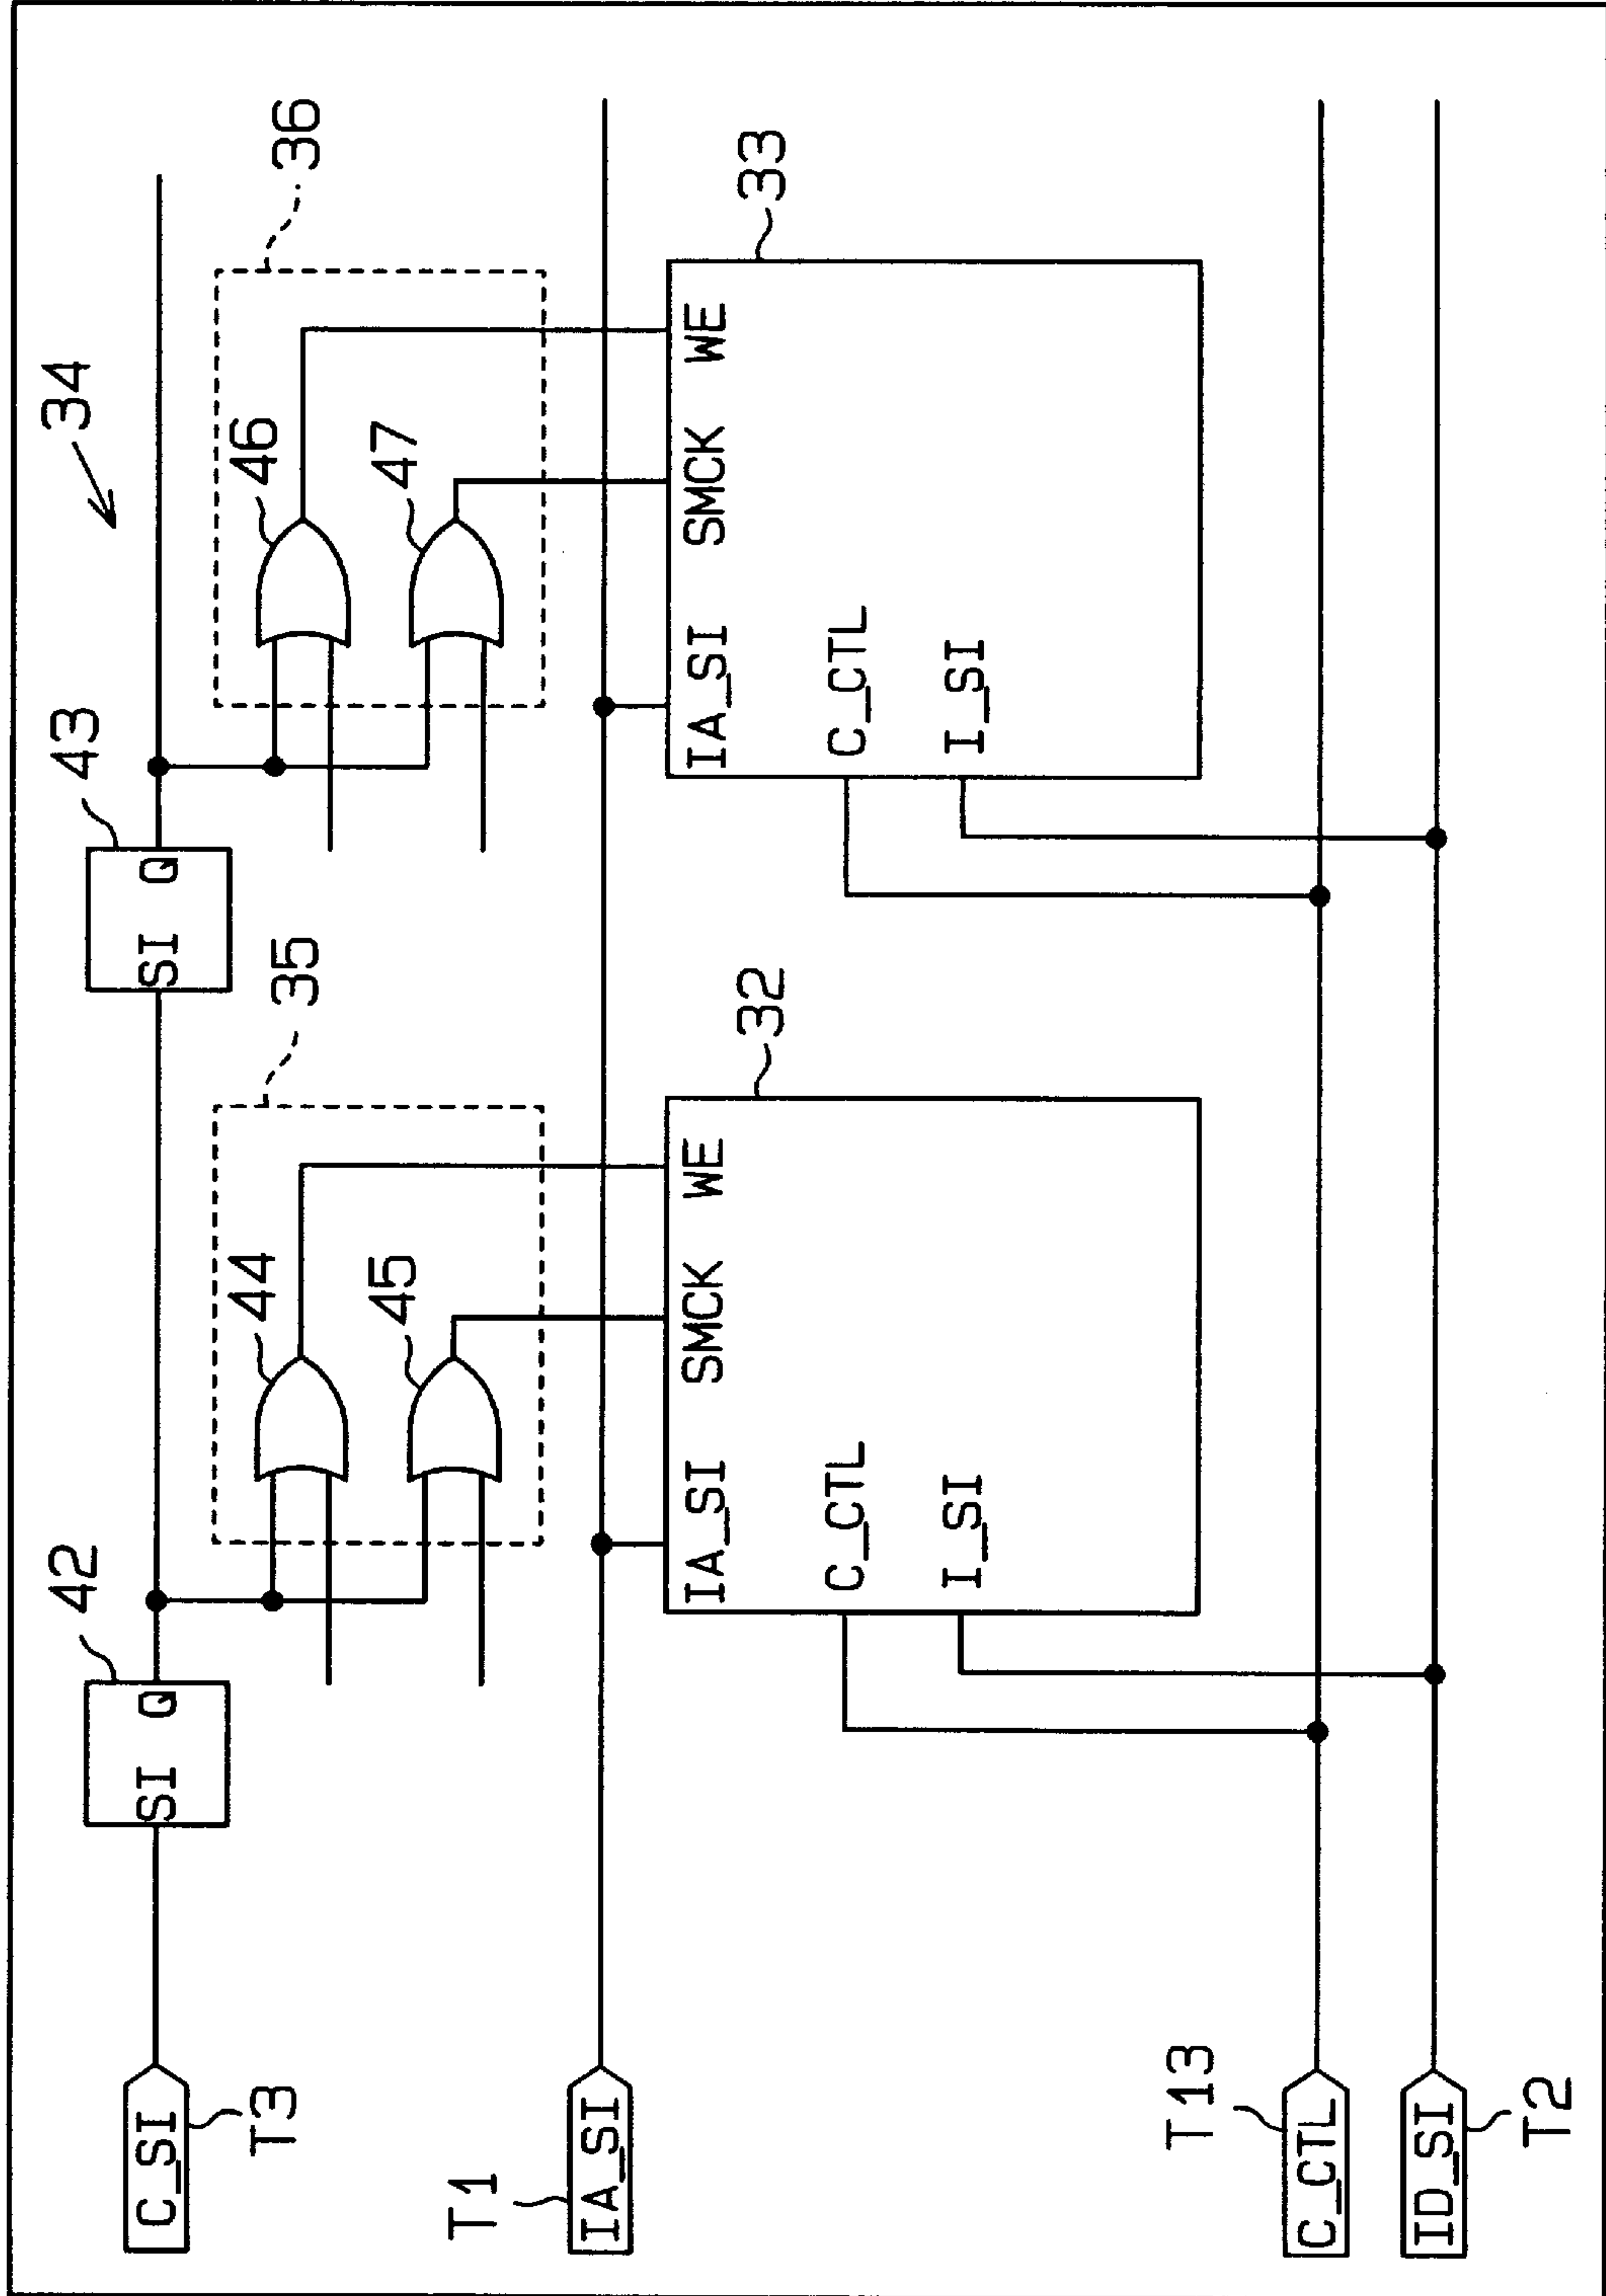 34
42
43
SI Q
SI Q
C_SI
T3
35
36
44
46
45
47
T1
IA_SI
32
33
IA_SI SMCK WE
IA_SI SMCK WE
C_CTL
C_CTL
I_SI
I_SI
T13
C_CTL
ID_SI
T2